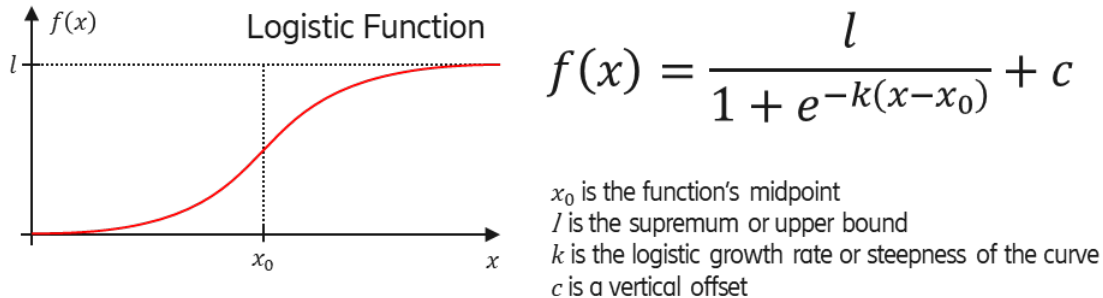 f(x)
Logistic Function
l
x₀
x
f(x) = l / (1 + e^{−k(x−x₀)}) + c
x₀ is the function's midpoint
l is the supremum or upper bound
k is the logistic growth rate or steepness of the curve
c is a vertical offset